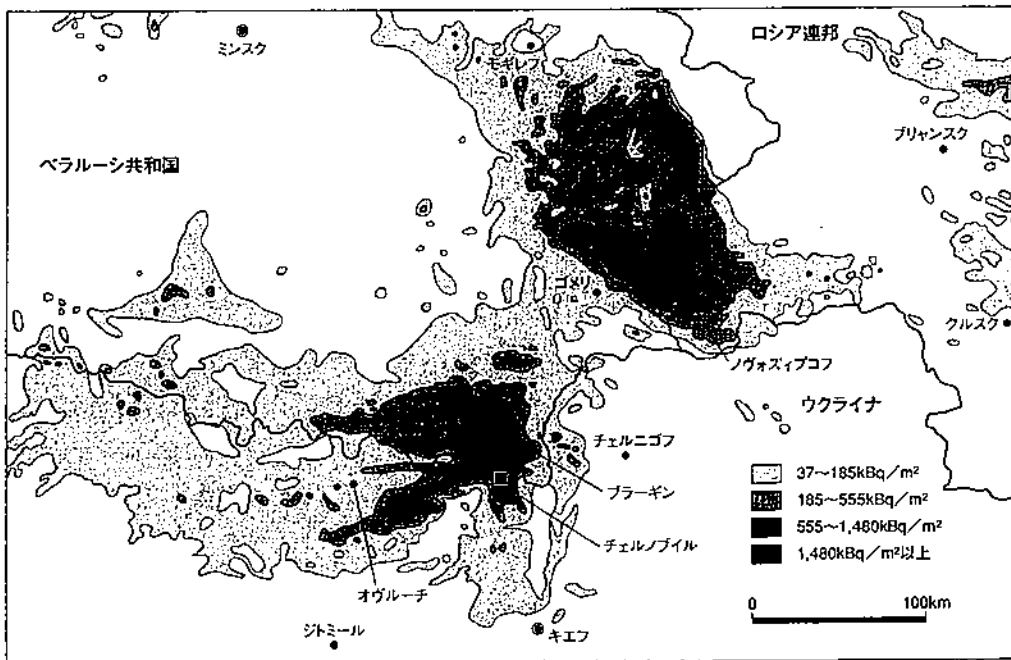 ミンスク
ロシア連邦
モギレフ
ブリャンスク
ベラルーシ共和国
ゴメリ
クルスク
ノヴォズィプコフ
ウクライナ
チェルニゴフ
37〜185kBq/m²
ブラーギン
185〜555kBq/m²
555〜1,480kBq/m²
チェルノブイル
1,480kBq/m²以上
オヴルーチ
0 100km
ジトミール
キエフ